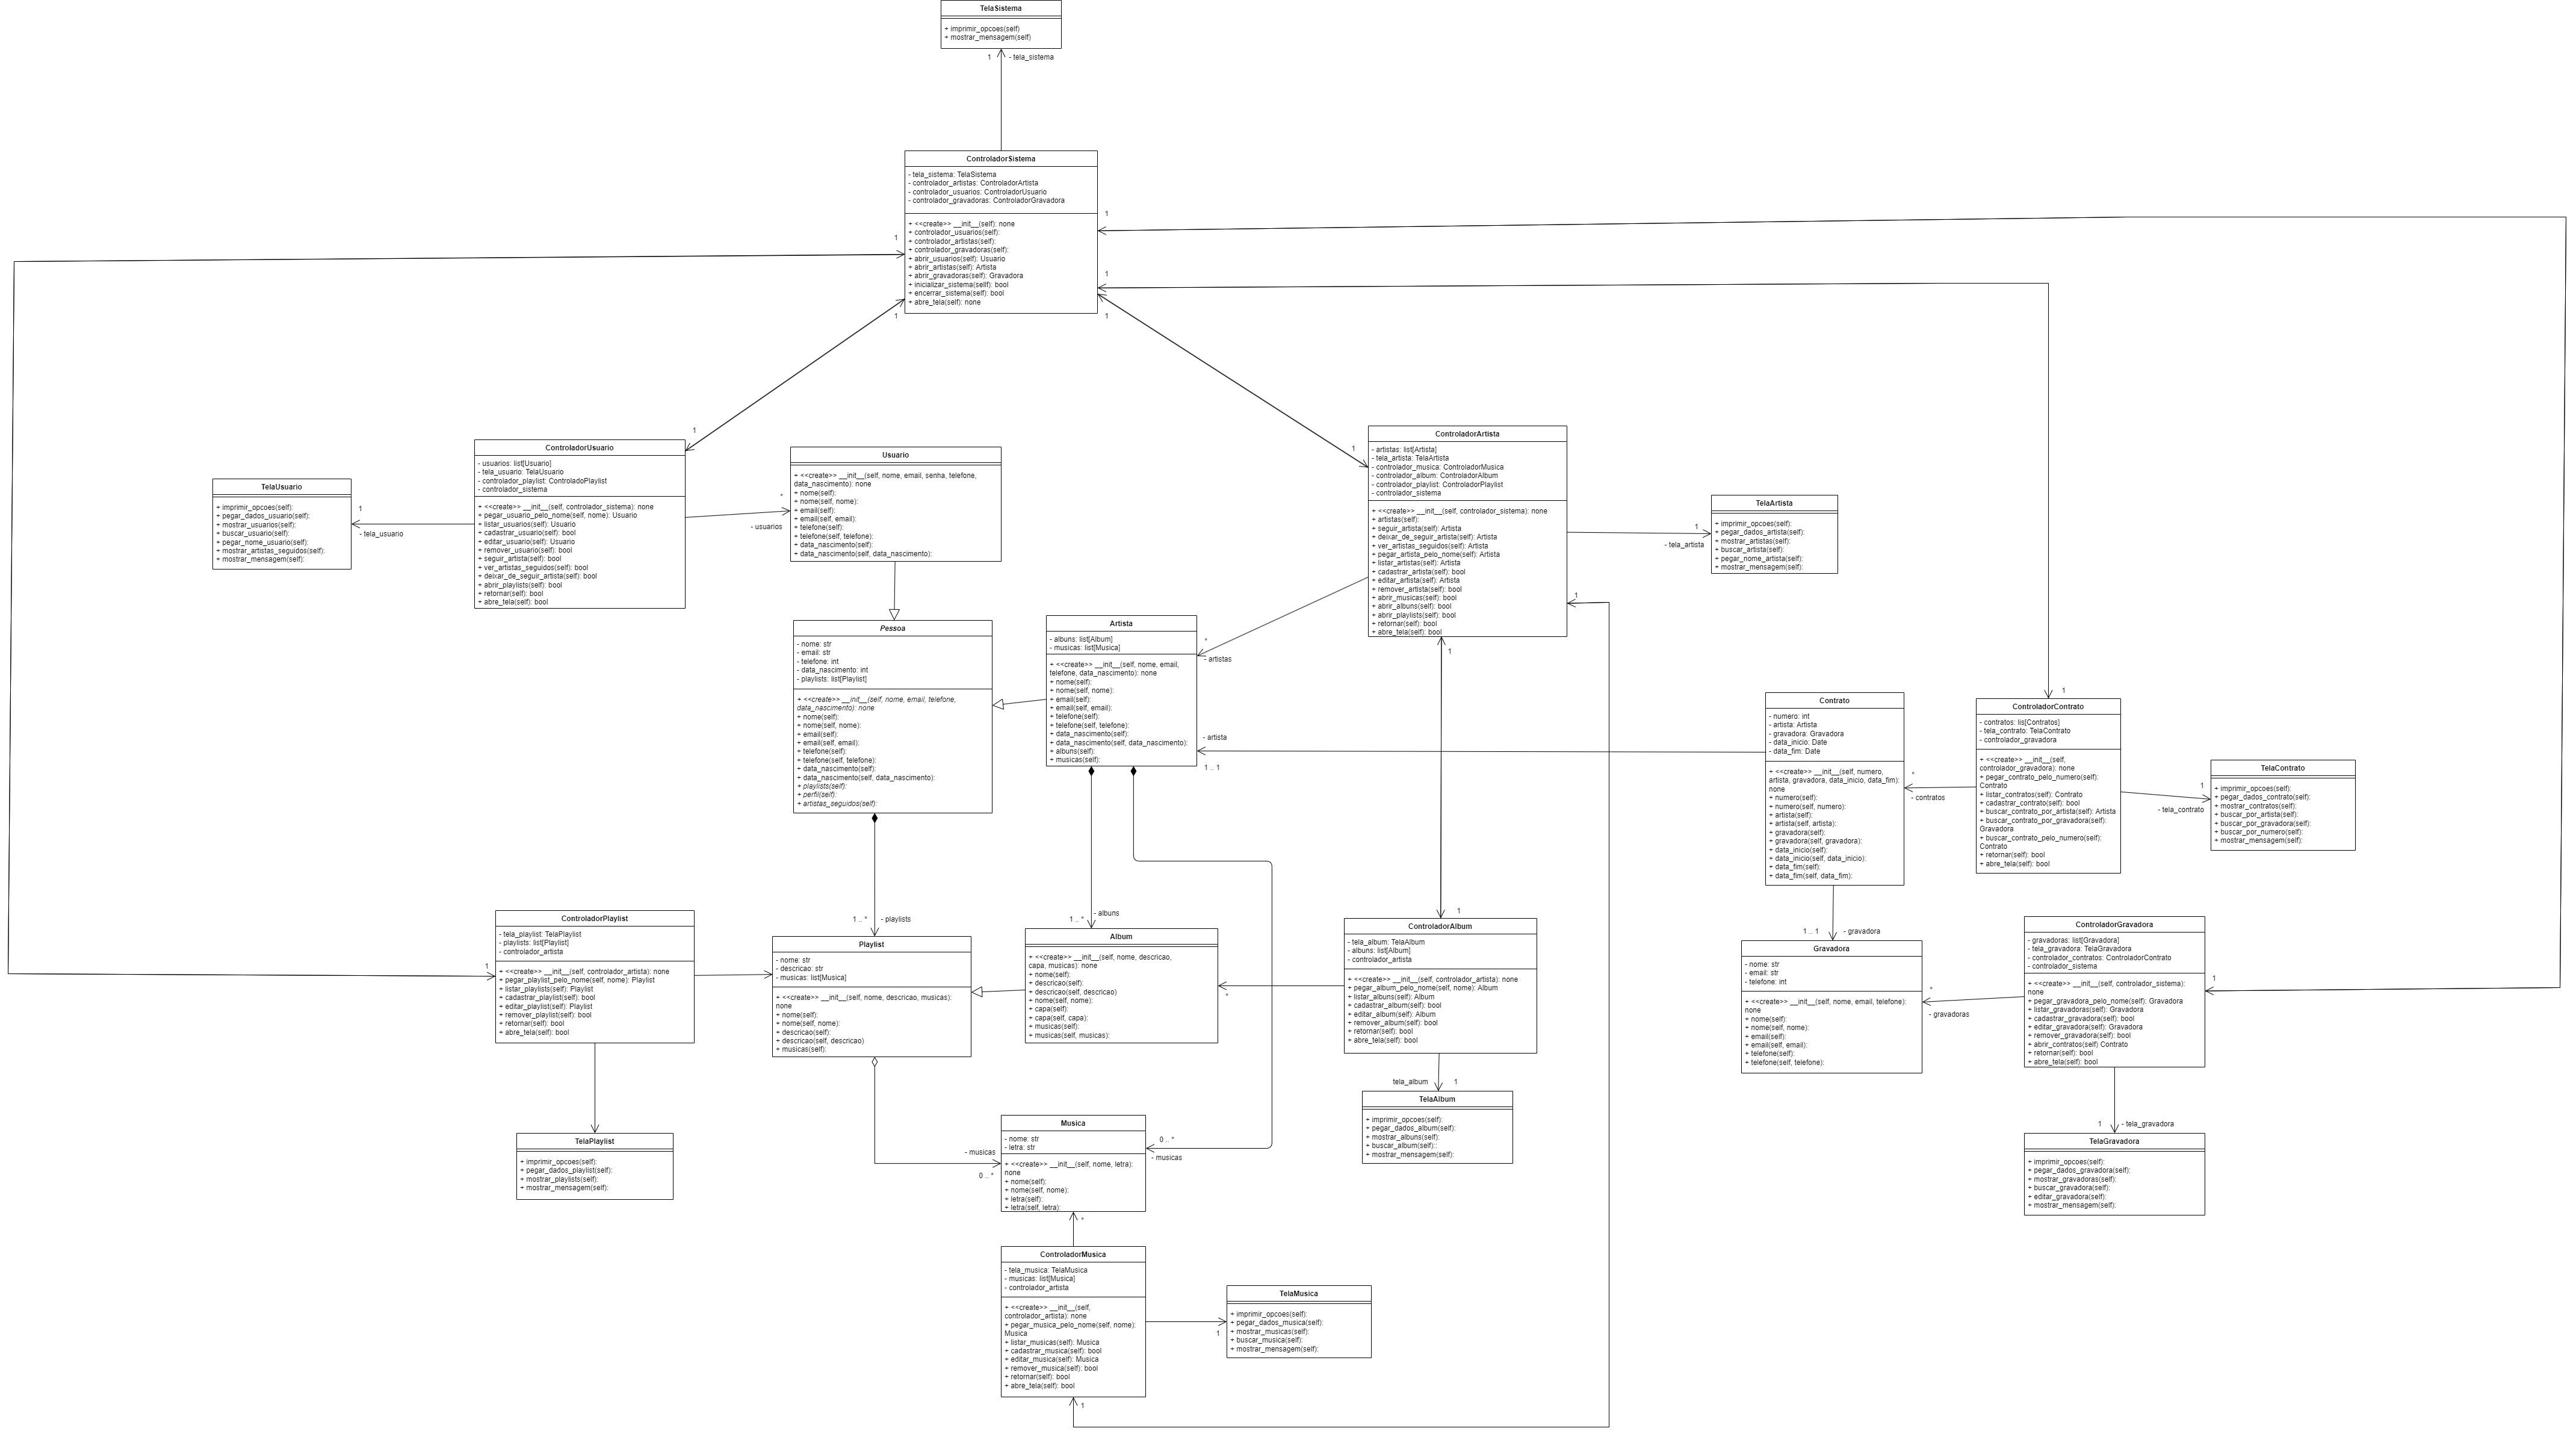 TelaSistema
+ imprimir_opcoes(self)
+ mostrar_mensagem(self)
1
- tela_sistema
ControladorSistema
- tela_sistema: TelaSistema
- controlador_artistas: ControladorArtista
- controlador_usuarios: ControladorUsuario
- controlador_gravadoras: ControladorGravadora
+ <<create>> __init__(self): none
+ controlador_usuarios(self):
+ controlador_artistas(self):
+ controlador_gravadoras(self):
+ abrir_usuarios(self): Usuario
+ abrir_artistas(self): Artista
+ abrir_gravadoras(self): Gravadora
+ inicializar_sistema(sellf): bool
+ encerrar_sistema(self): bool
+ abre_tela(self): none
1
1
1
1
1
TelaUsuario
+ imprimir_opcoes(self):
+ pegar_dados_usuario(self):
+ mostrar_usuarios(self):
+ buscar_usuario(self):
+ pegar_nome_usuario(self):
+ mostrar_artistas_seguidos(self):
+ mostrar_mensagem(self):
1
- tela_usuario
1
ControladorUsuario
- usuarios: list[Usuario]
- tela_usuario: TelaUsuario
- controlador_playlist: ControladoPlaylist
- controlador_sistema
+ <<create>> __init__(self, controlador_sistema): none
+ pegar_usuario_pelo_nome(self, nome): Usuario
+ listar_usuarios(self): Usuario
+ cadastrar_usuario(self): bool
+ editar_usuario(self): Usuario
+ remover_usuario(self): bool
+ seguir_artista(self): bool
+ ver_artistas_seguidos(self): bool
+ deixar_de_seguir_artista(self): bool
+ abrir_playlists(self): bool
+ retornar(self): bool
+ abre_tela(self): bool
*
- usuarios
Usuario
+ <<create>> __init__(self, nome, email, senha, telefone,
data_nascimento): none
+ nome(self):
+ nome(self, nome):
+ email(self):
+ email(self, email):
+ telefone(self):
+ telefone(self, telefone):
+ data_nascimento(self):
+ data_nascimento(self, data_nascimento):
1
ControladorArtista
- artistas: list[Artista]
- tela_artista: TelaArtista
- controlador_musica: ControladorMusica
- controlador_album: ControladorAlbum
- controlador_playlist: ControladorPlaylist
- controlador_sistema
+ <<create>> __init__(self, controlador_sistema): none
+ artistas(self):
+ seguir_artista(self): Artista
+ deixar_de_seguir_artista(self): Artista
+ ver_artistas_seguidos(self): Artista
+ pegar_artista_pelo_nome(self): Artista
+ listar_artistas(self): Artista
+ cadastrar_artista(self): bool
+ editar_artista(self): Artista
+ remover_artista(self): bool
+ abrir_musicas(self): bool
+ abrir_albuns(self): bool
+ abrir_playlists(self): bool
+ retornar(self): bool
+ abre_tela(self): bool
1
- tela_artista
TelaArtista
+ imprimir_opcoes(self):
+ pegar_dados_artista(self):
+ mostrar_artistas(self):
+ buscar_artista(self):
+ pegar_nome_artista(self):
+ mostrar_mensagem(self):
1
1
*
- artistas
Pessoa
- nome: str
- email: str
- telefone: int
- data_nascimento: int
- playlists: list[Playlist]
+ <<create>> __init__(self, nome, email, telefone,
data_nascimento): none
+ nome(self):
+ nome(self, nome):
+ email(self):
+ email(self, email):
+ telefone(self):
+ telefone(self, telefone):
+ data_nascimento(self):
+ data_nascimento(self, data_nascimento):
+ playlists(self):
+ perfil(self):
+ artistas_seguidos(self):
Artista
- albuns: list[Album]
- musicas: list[Musica]
+ <<create>> __init__(self, nome, email,
telefone, data_nascimento): none
+ nome(self):
+ nome(self, nome):
+ email(self):
+ email(self, email):
+ telefone(self):
+ telefone(self, telefone):
+ data_nascimento(self):
+ data_nascimento(self, data_nascimento):
+ albuns(self):
+ musicas(self):
- artista
1 .. 1
Contrato
- numero: int
- artista: Artista
- gravadora: Gravadora
- data_inicio: Date
- data_fim: Date
+ <<create>> __init__(self, numero,
artista, gravadora, data_inicio, data_fim):
none
+ numero(self):
+ numero(self, numero):
+ artista(self):
+ artista(self, artista):
+ gravadora(self):
+ gravadora(self, gravadora):
+ data_inicio(self):
+ data_inicio(self, data_inicio):
+ data_fim(self):
+ data_fim(self, data_fim):
*
- contratos
1
ControladorContrato
- contratos: lis[Contratos]
- tela_contrato: TelaContrato
- controlador_gravadora
+ <<create>> __init__(self,
controlador_gravadora): none
+ pegar_contrato_pelo_numero(self):
Contrato
+ listar_contratos(self): Contrato
+ cadastrar_contrato(self): bool
+ buscar_contrato_por_artista(self): Artista
+ buscar_contrato_por_gravadora(self):
Gravadora
+ buscar_contrato_pelo_numero(self):
Contrato
+ retornar(self): bool
+ abre_tela(self): bool
1
- tela_contrato
TelaContrato
+ imprimir_opcoes(self):
+ pegar_dados_contrato(self):
+ mostrar_contratos(self):
+ buscar_por_artista(self):
+ buscar_por_gravadora(self):
+ buscar_por_numero(self):
+ mostrar_mensagem(self):
1
ControladorPlaylist
- tela_playlist: TelaPlaylist
- playlists: list[Playlist]
- controlador_artista
+ <<create>> __init__(self, controlador_artista): none
+ pegar_playlist_pelo_nome(self, nome): Playlist
+ listar_playlists(self): Playlist
+ cadastrar_playlist(self): bool
+ editar_playlist(self): Playlist
+ remover_playlist(self): bool
+ retornar(self): bool
+ abre_tela(self): bool
1 .. *
- playlists
Playlist
- nome: str
- descricao: str
- musicas: list[Musica]
+ <<create>> __init__(self, nome, descricao, musicas):
none
+ nome(self):
+ nome(self, nome):
+ descricao(self):
+ descricao(self, descricao)
+ musicas(self):
1 .. *
- albuns
Album
+ <<create>> __init__(self, nome, descricao,
capa, musicas): none
+ nome(self):
+ descricao(self):
+ descricao(self, descricao)
+ nome(self, nome):
+ capa(self):
+ capa(self, capa):
+ musicas(self):
+ musicas(self, musicas):
*
1
ControladorAlbum
- tela_album: TelaAlbum
- albuns: list[Album]
- controlador_artista
+ <<create>> __init__(self, controlador_artista): none
+ pegar_album_pelo_nome(self, nome): Album
+ listar_albuns(self): Album
+ cadastrar_album(self): bool
+ editar_album(self): Album
+ remover_album(self): bool
+ retornar(self): bool
+ abre_tela(self): bool
1 .. 1
- gravadora
Gravadora
- nome: str
- email: str
- telefone: int
+ <<create>> __init__(self, nome, email, telefone):
none
+ nome(self):
+ nome(self, nome):
+ email(self):
+ email(self, email):
+ telefone(self):
+ telefone(self, telefone):
*
- gravadoras
ControladorGravadora
- gravadoras: list[Gravadora]
- tela_gravadora: TelaGravadora
- controlador_contratos: ControladorContrato
- controlador_sistema
+ <<create>> __init__(self, controlador_sistema):
none
+ pegar_gravadora_pelo_nome(self): Gravadora
+ listar_gravadoras(self): Gravadora
+ cadastrar_gravadora(self): bool
+ editar_gravadora(self): Gravadora
+ remover_gravadora(self): bool
+ abrir_contratos(self) Contrato
+ retornar(self): bool
+ abre_tela(self): bool
1
tela_album
1
TelaAlbum
+ imprimir_opcoes(self):
+ pegar_dados_album(self):
+ mostrar_albuns(self):
+ buscar_album(self)::
+ mostrar_mensagem(self):
1
- tela_gravadora
TelaGravadora
+ imprimir_opcoes(self):
+ pegar_dados_gravadora(self):
+ mostrar_gravadoras(self):
+ buscar_gravadora(self):
+ editar_gravadora(self):
+ mostrar_mensagem(self):
TelaPlaylist
+ imprimir_opcoes(self):
+ pegar_dados_playlist(self):
+ mostrar_playlists(self):
+ mostrar_mensagem(self):
- musicas
0 .. *
Musica
- nome: str
- letra: str
+ <<create>> __init__(self, nome, letra):
none
+ nome(self):
+ nome(self, nome):
+ letra(self):
+ letra(self, letra):
0 .. *
- musicas
*
ControladorMusica
- tela_musica: TelaMusica
- musicas: list[Musica]
- controlador_artista
+ <<create>> __init__(self,
controlador_artista): none
+ pegar_musica_pelo_nome(self, nome):
Musica
+ listar_musicas(self): Musica
+ cadastrar_musica(self): bool
+ editar_musica(self): Musica
+ remover_musica(self): bool
+ retornar(self): bool
+ abre_tela(self): bool
1
1
TelaMusica
+ imprimir_opcoes(self):
+ pegar_dados_musica(self):
+ mostrar_musicas(self):
+ buscar_musica(self):
+ mostrar_mensagem(self):